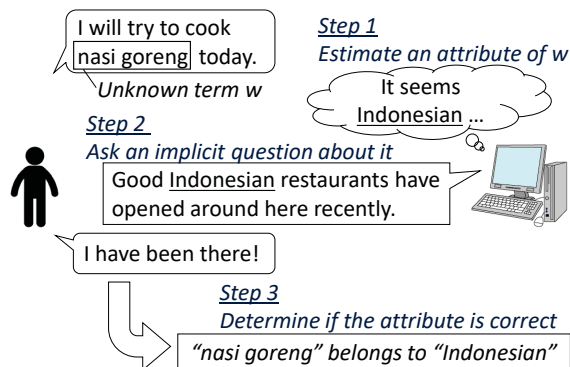 I will try to cook
nasi goreng today.
Unknown term w
Step 1
Estimate an attribute of w
It seems
Indonesian ...
Step 2
Ask an implicit question about it
Good Indonesian restaurants have
opened around here recently.
I have been there!
Step 3
Determine if the attribute is correct
“nasi goreng” belongs to “Indonesian”